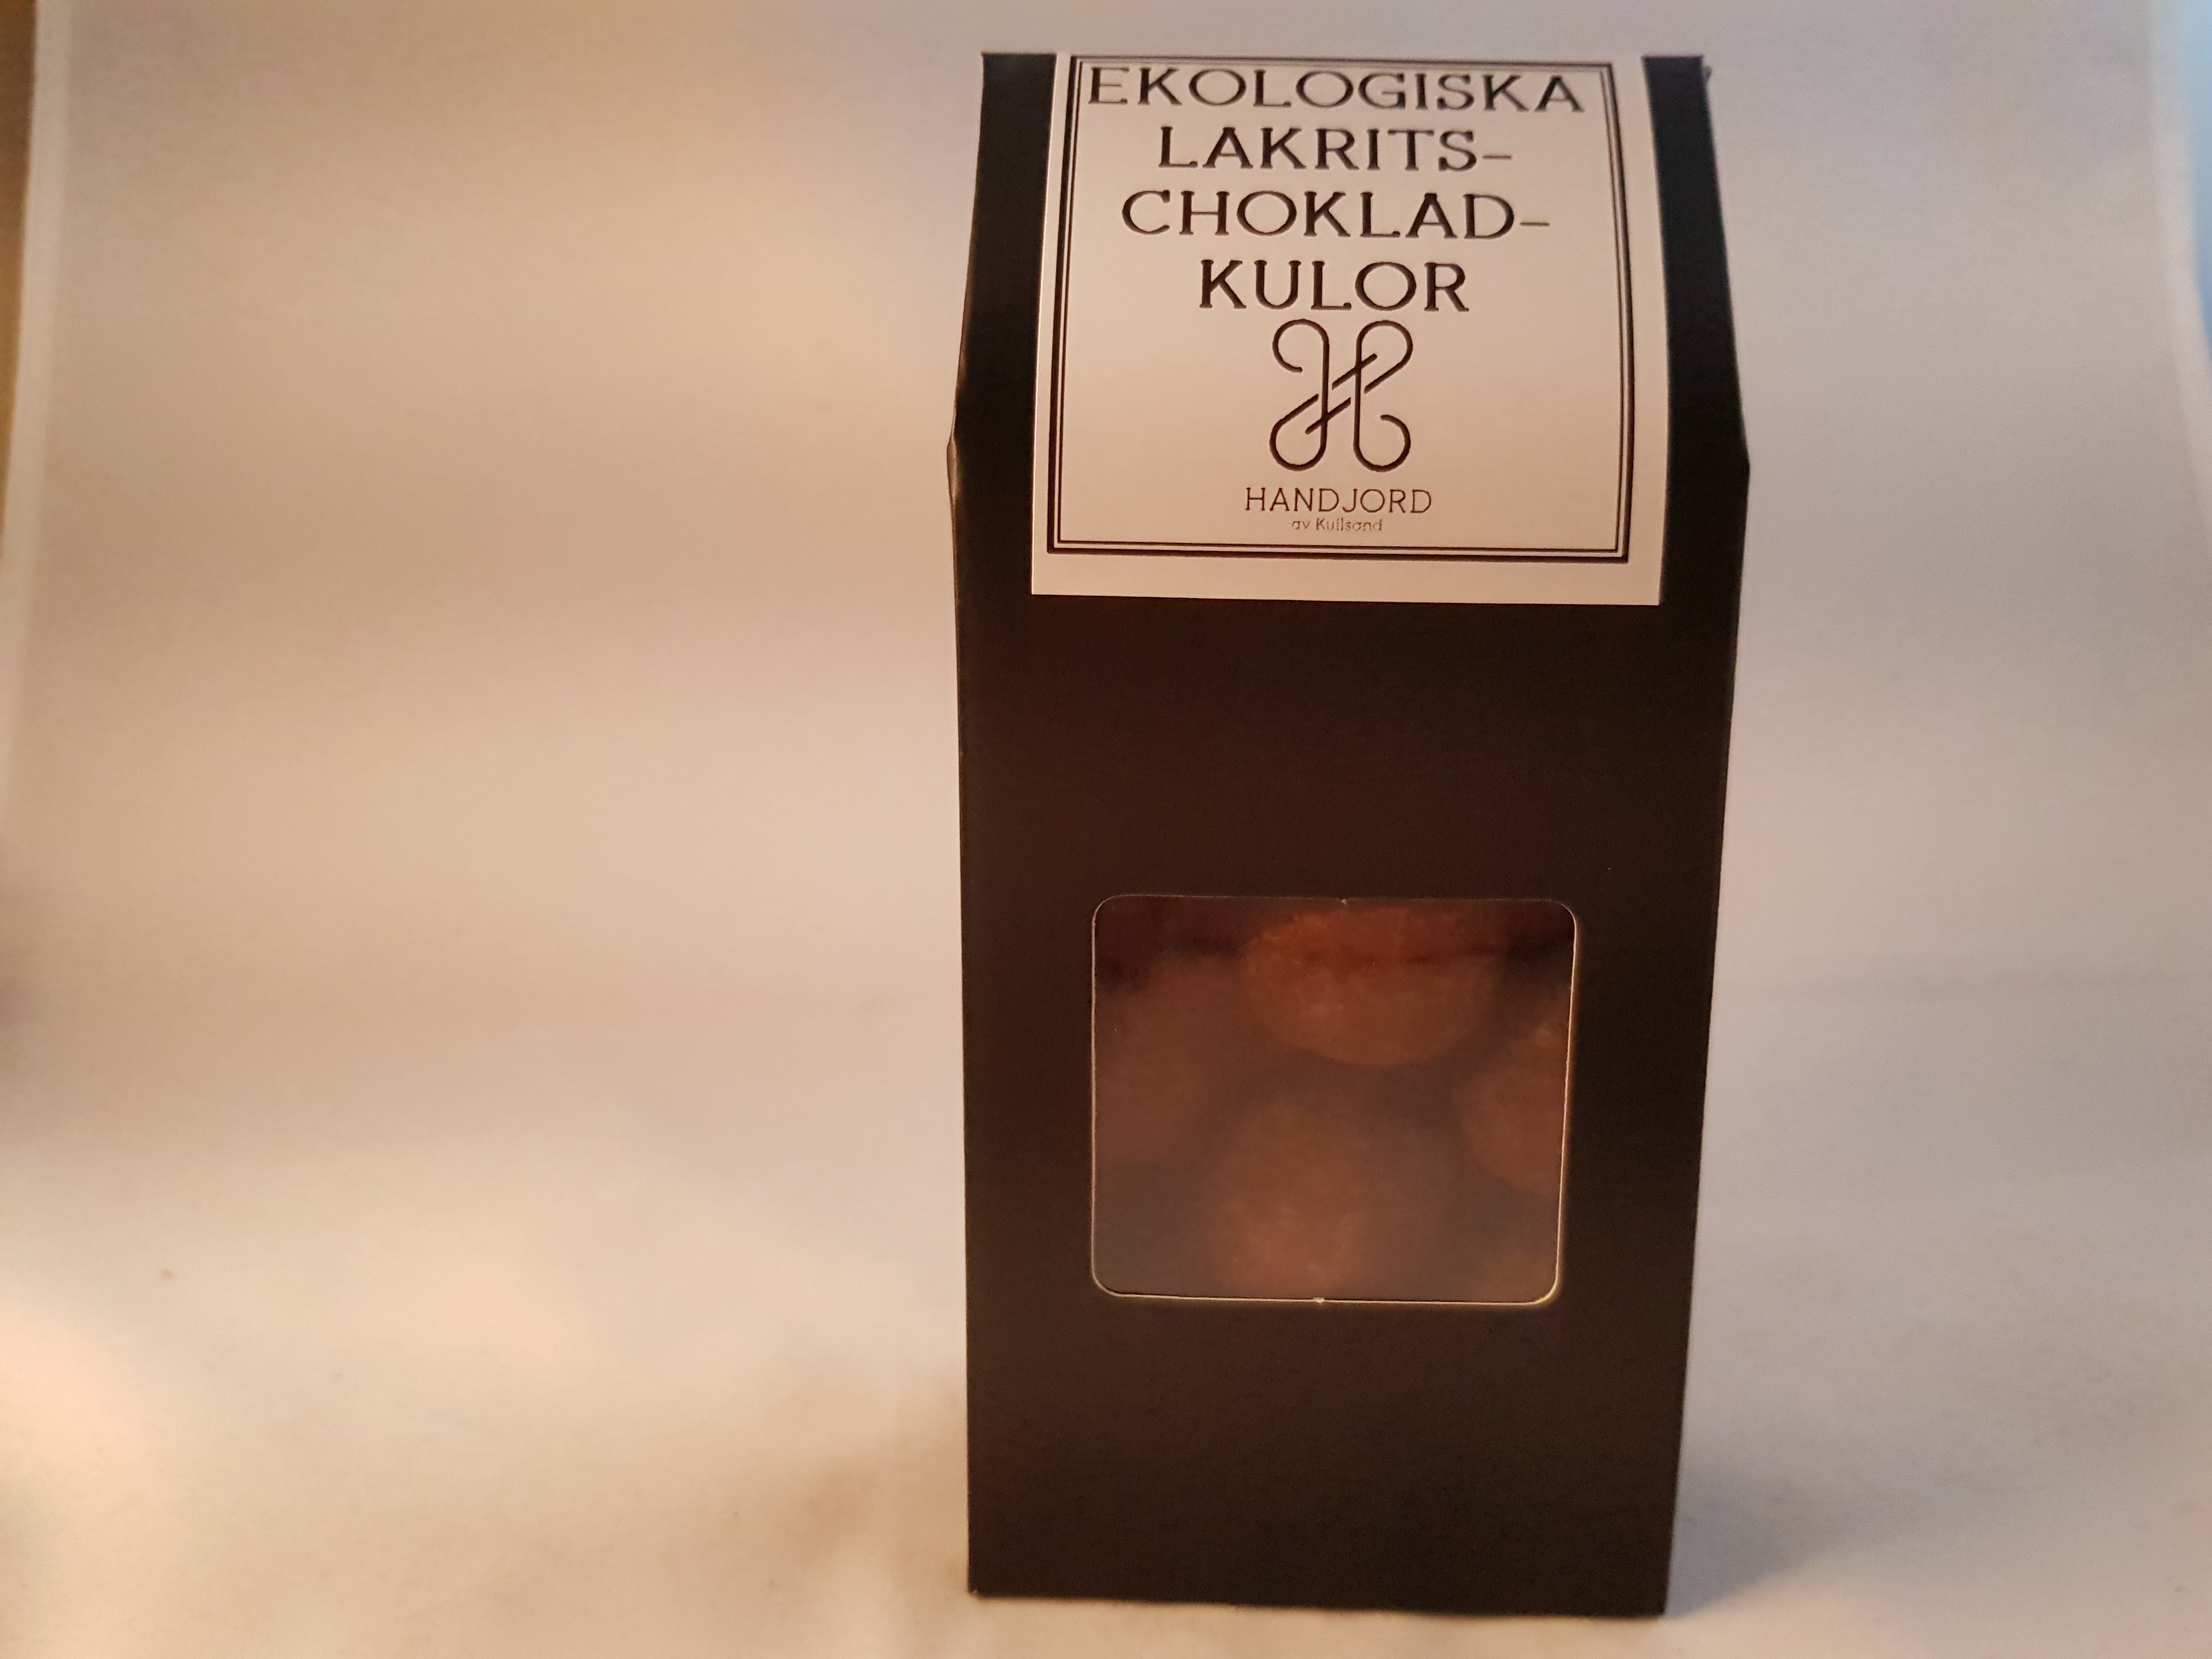 EKOLOGISKA
LAKRITS-
CHOKLAD-
KULOR
HANDJORD
av Kullsand